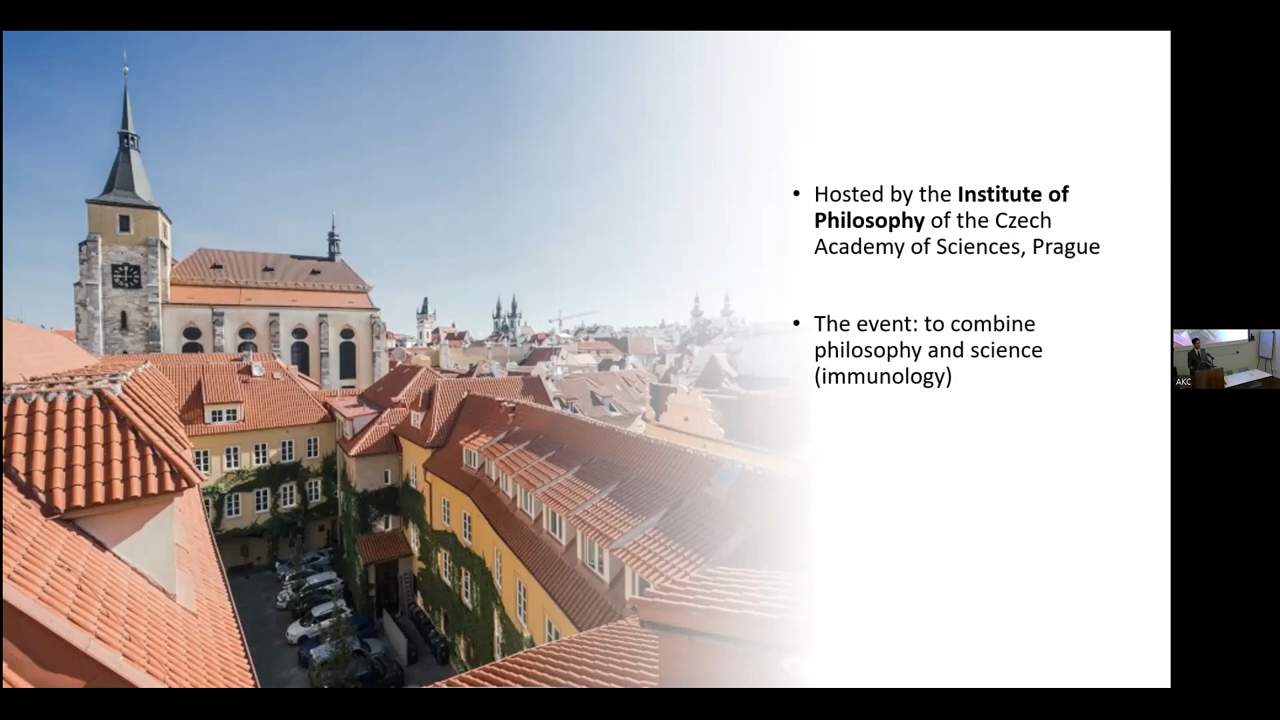 • Hosted by the Institute of
Philosophy of the Czech
Academy of Sciences, Prague
• The event: to combine
philosophy and science
(immunology)
AKC